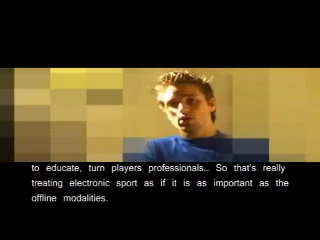 to educate, turn players professionals… So that's really
treating electronic sport as if it is as important as the
offline modalities.